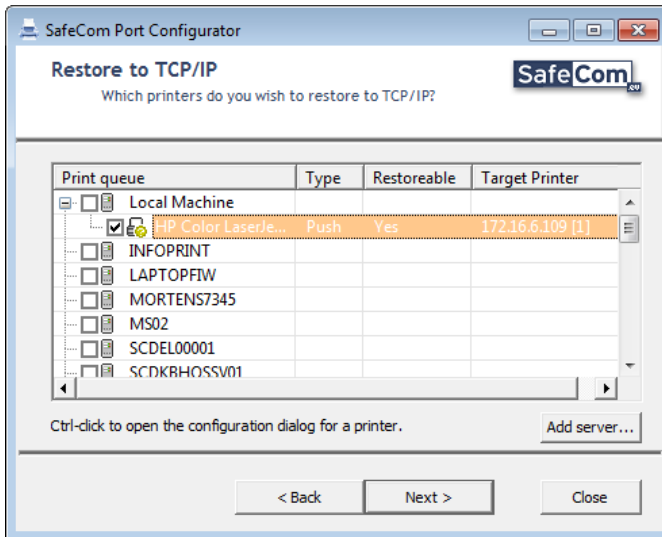 SafeCom Port Configurator
Restore to TCP/IP
Which printers do you wish to restore to TCP/IP?
SafeCom
.eu
Print queue Type Restoreable Target Printer
Local Machine
HP Color LaserJe... Push Yes 172.16.6.109 [1]
INFOPRINT
LAPTOPFIW
MORTENS7345
MS02
SCDEL00001
SCDKBHOSSV01
Ctrl-click to open the configuration dialog for a printer.
Add server...
< Back Next > Close